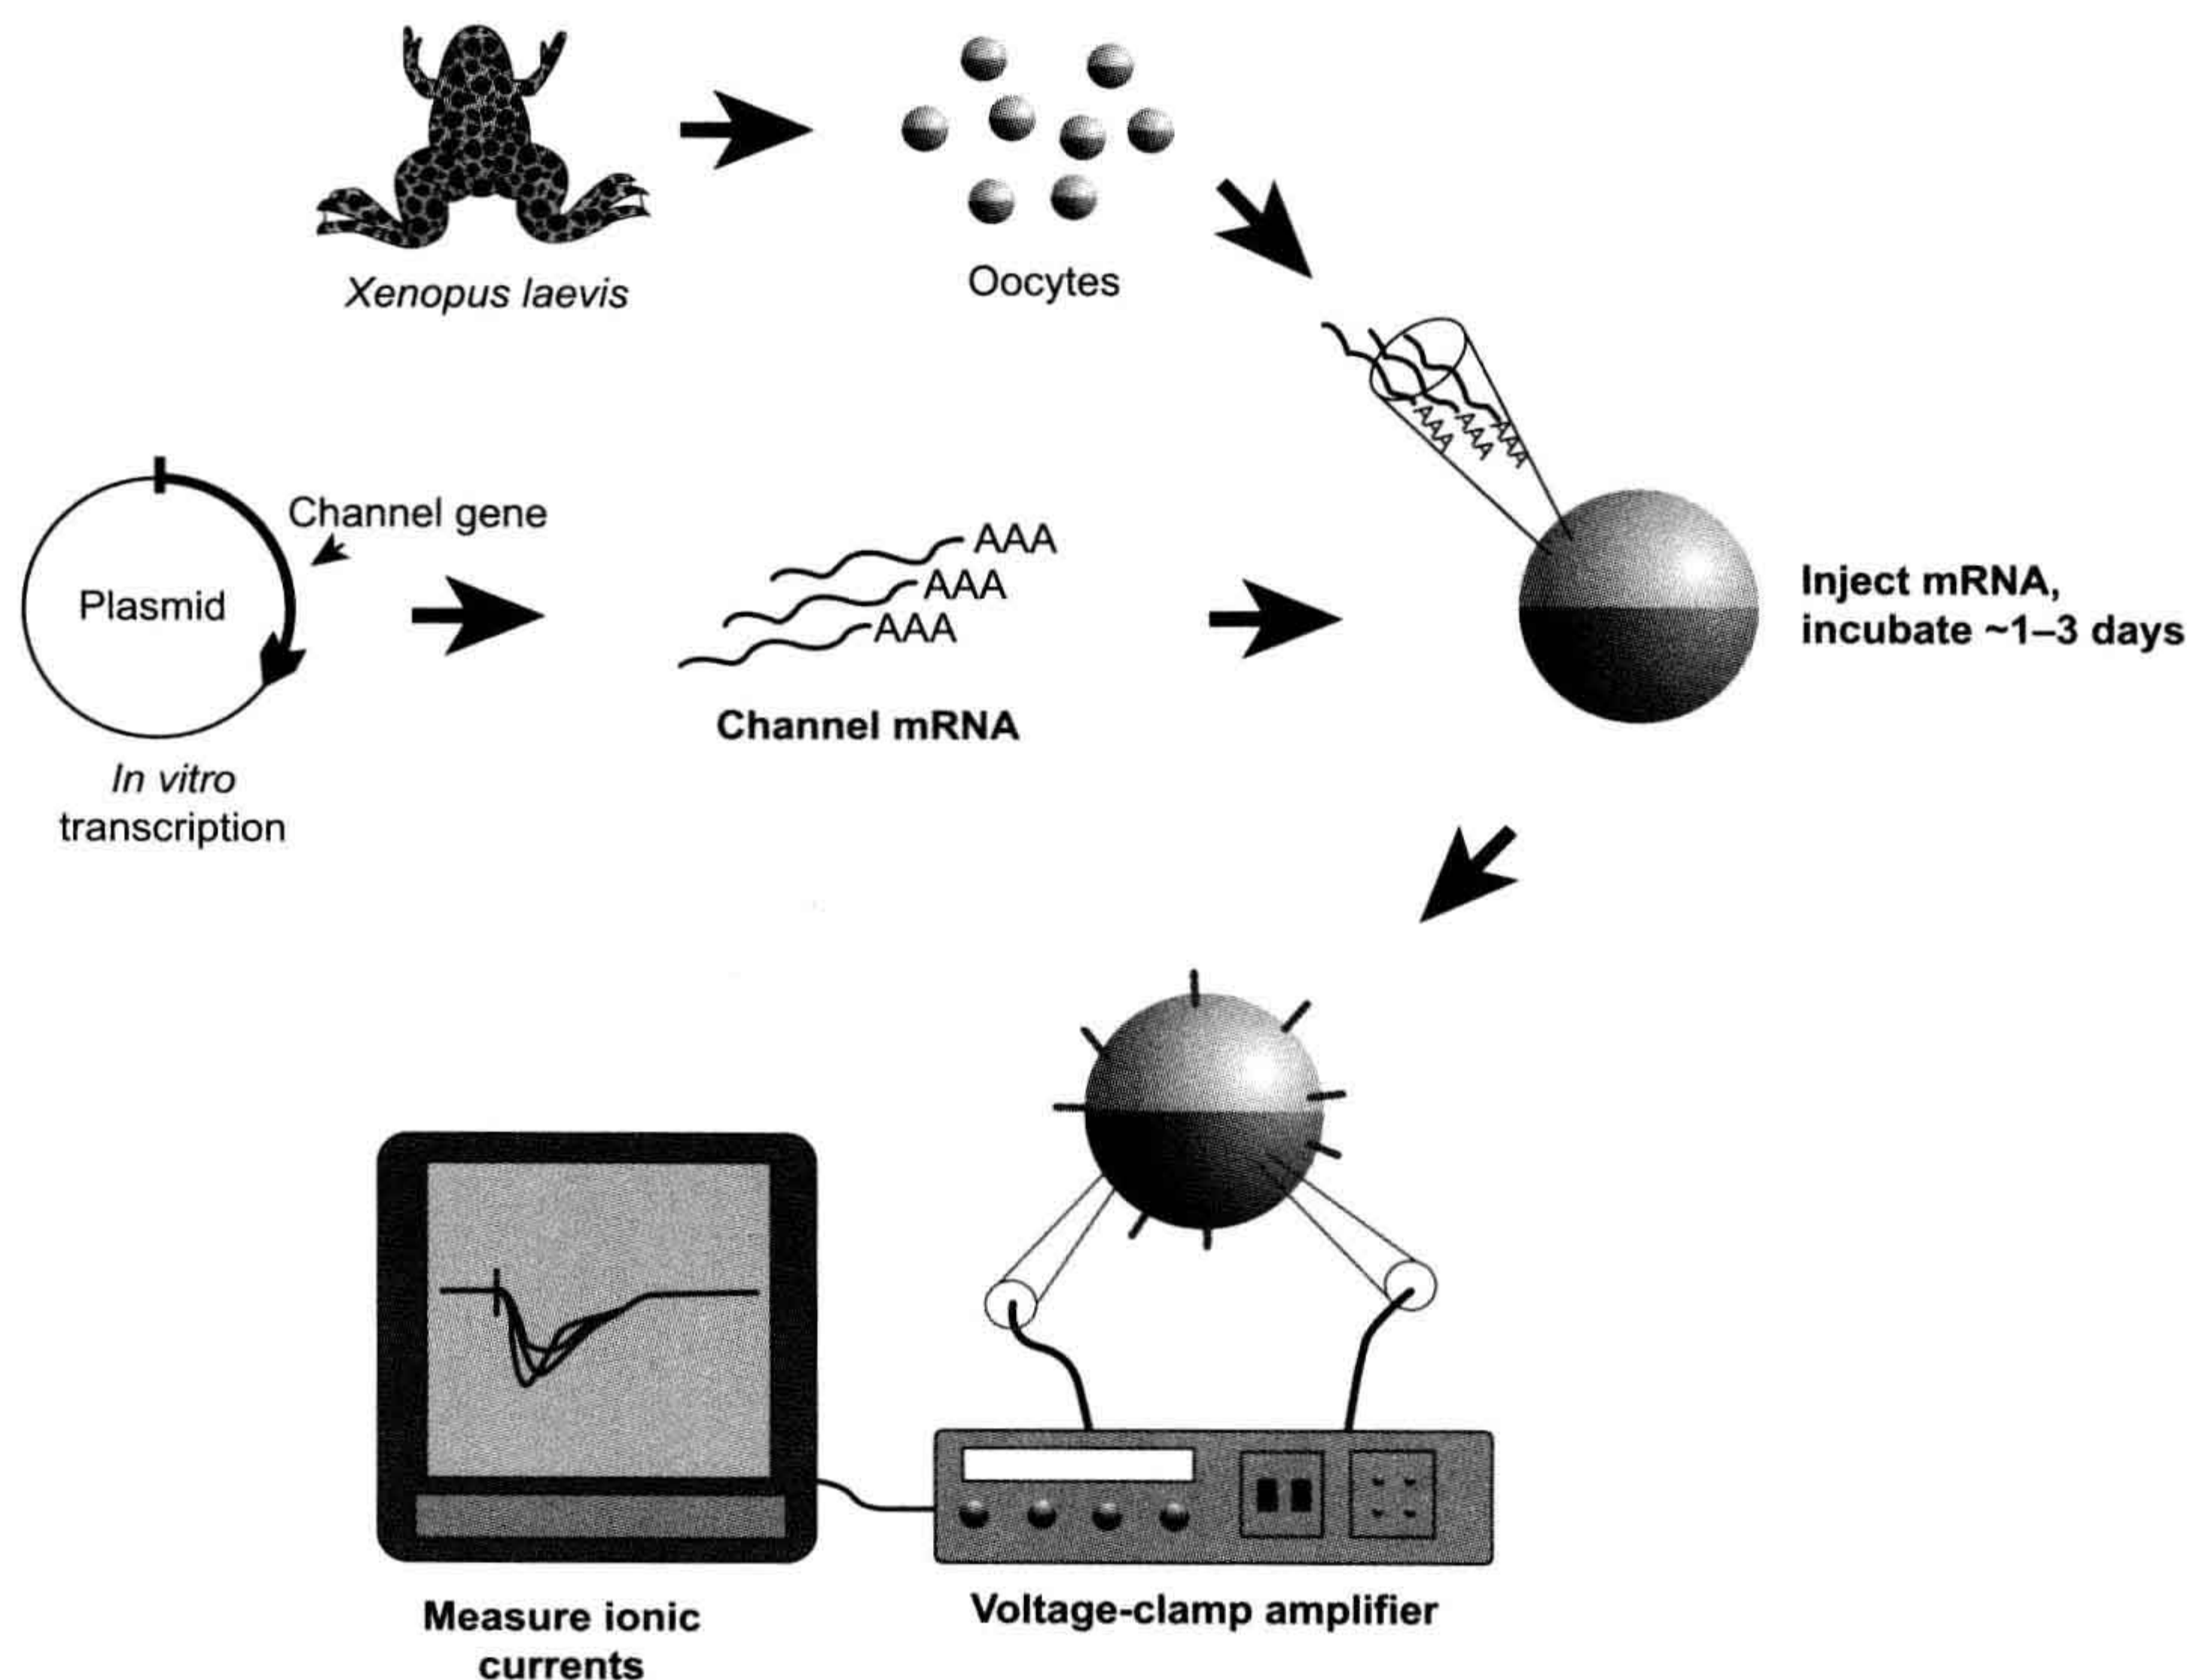 Xenopus laevis
Oocytes
AAA
AAA
AAA
Channel gene
Plasmid
AAA
AAA
AAA
Inject mRNA,
incubate ~1–3 days
Channel mRNA
In vitro
transcription
Measure ionic
currents
Voltage-clamp amplifier